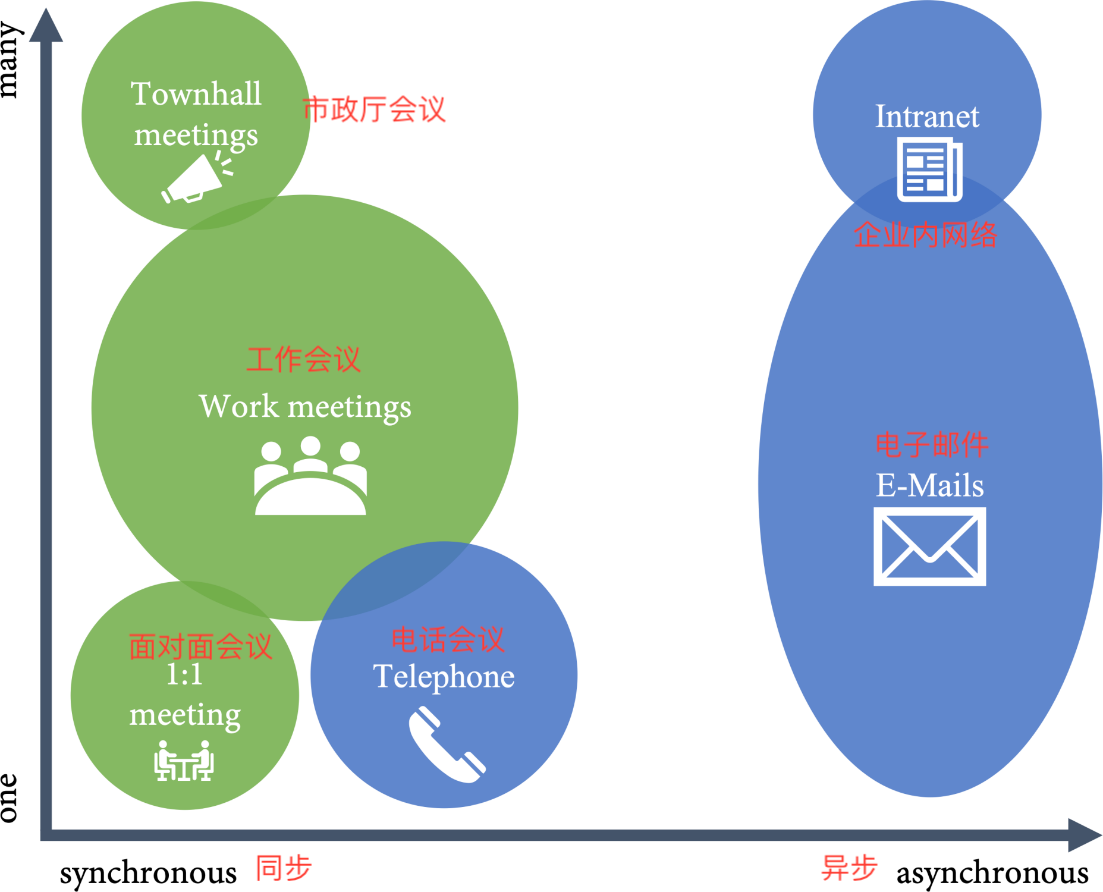 many
Townhall
meetings
市政厅会议
Intranet
企业内网络
工作会议
Work meetings
电子邮件
E-Mails
面对面会议
1:1
meeting
电话会议
Telephone
one
synchronous 同步
异步 asynchronous